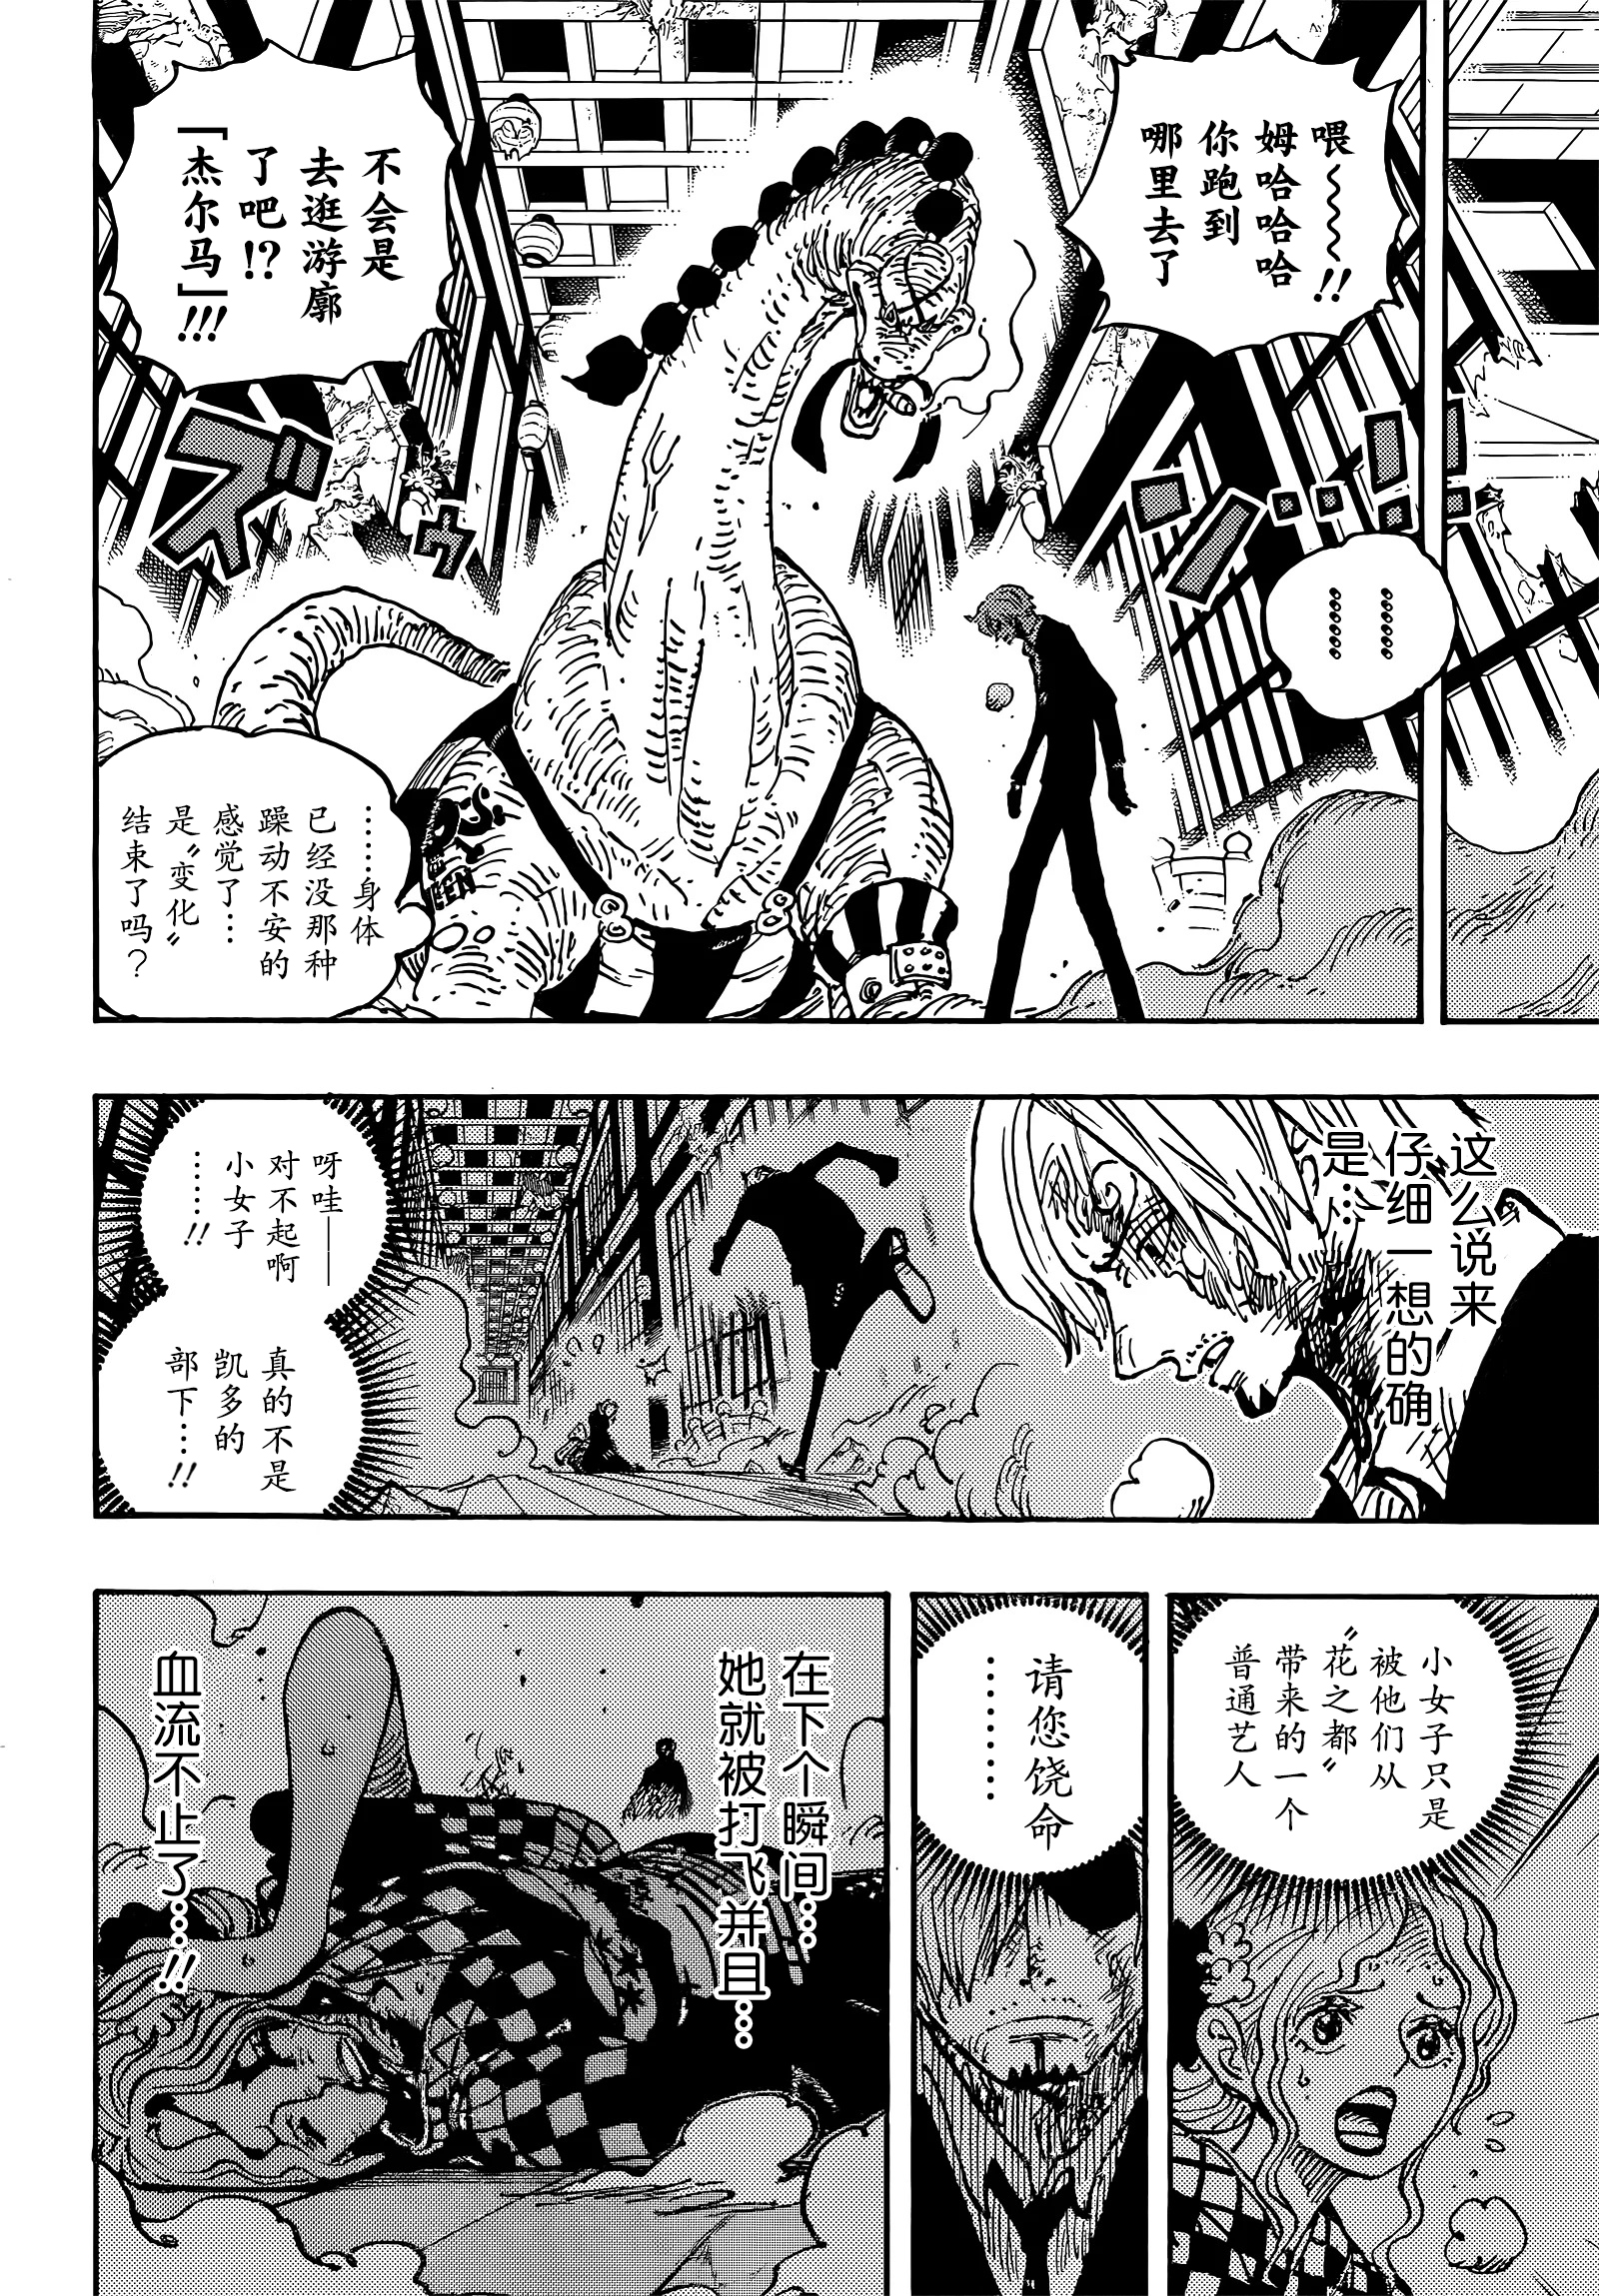 喂～～～!!
姆哈哈哈
你跑到
哪里去了
不会是
去逛游廓
了吧!?
「杰尔马」!!!
ズ
ウ
ン
…………
…………
……身体
已经没那种
躁动不安的
感觉了…
是〝变化〞
结束了吗？
这么说来
仔细一想的确
是…
呀哇——
对不起啊
小女子
……!!
真的不是
凯多的
部下……!!
小女子只是
被他们从
〝花之都〞
带来的一个
普通艺人
请您饶命
………
在下个瞬间…
她就被打飞并且…
血流不止了…!!